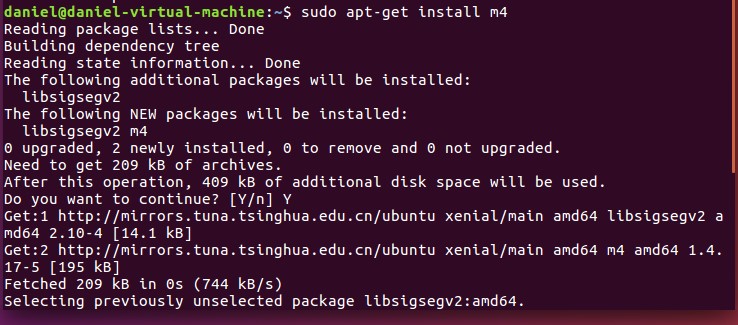 daniel@daniel-virtual-machine:~$ sudo apt-get install m4
Reading package lists... Done
Building dependency tree
Reading state information... Done
The following additional packages will be installed:
  libsigsegv2
The following NEW packages will be installed:
  libsigsegv2 m4
0 upgraded, 2 newly installed, 0 to remove and 0 not upgraded.
Need to get 209 kB of archives.
After this operation, 409 kB of additional disk space will be used.
Do you want to continue? [Y/n] Y
Get:1 http://mirrors.tuna.tsinghua.edu.cn/ubuntu xenial/main amd64 libsigsegv2 a
md64 2.10-4 [14.1 kB]
Get:2 http://mirrors.tuna.tsinghua.edu.cn/ubuntu xenial/main amd64 m4 amd64 1.4.
17-5 [195 kB]
Fetched 209 kB in 0s (744 kB/s)
Selecting previously unselected package libsigsegv2:amd64.